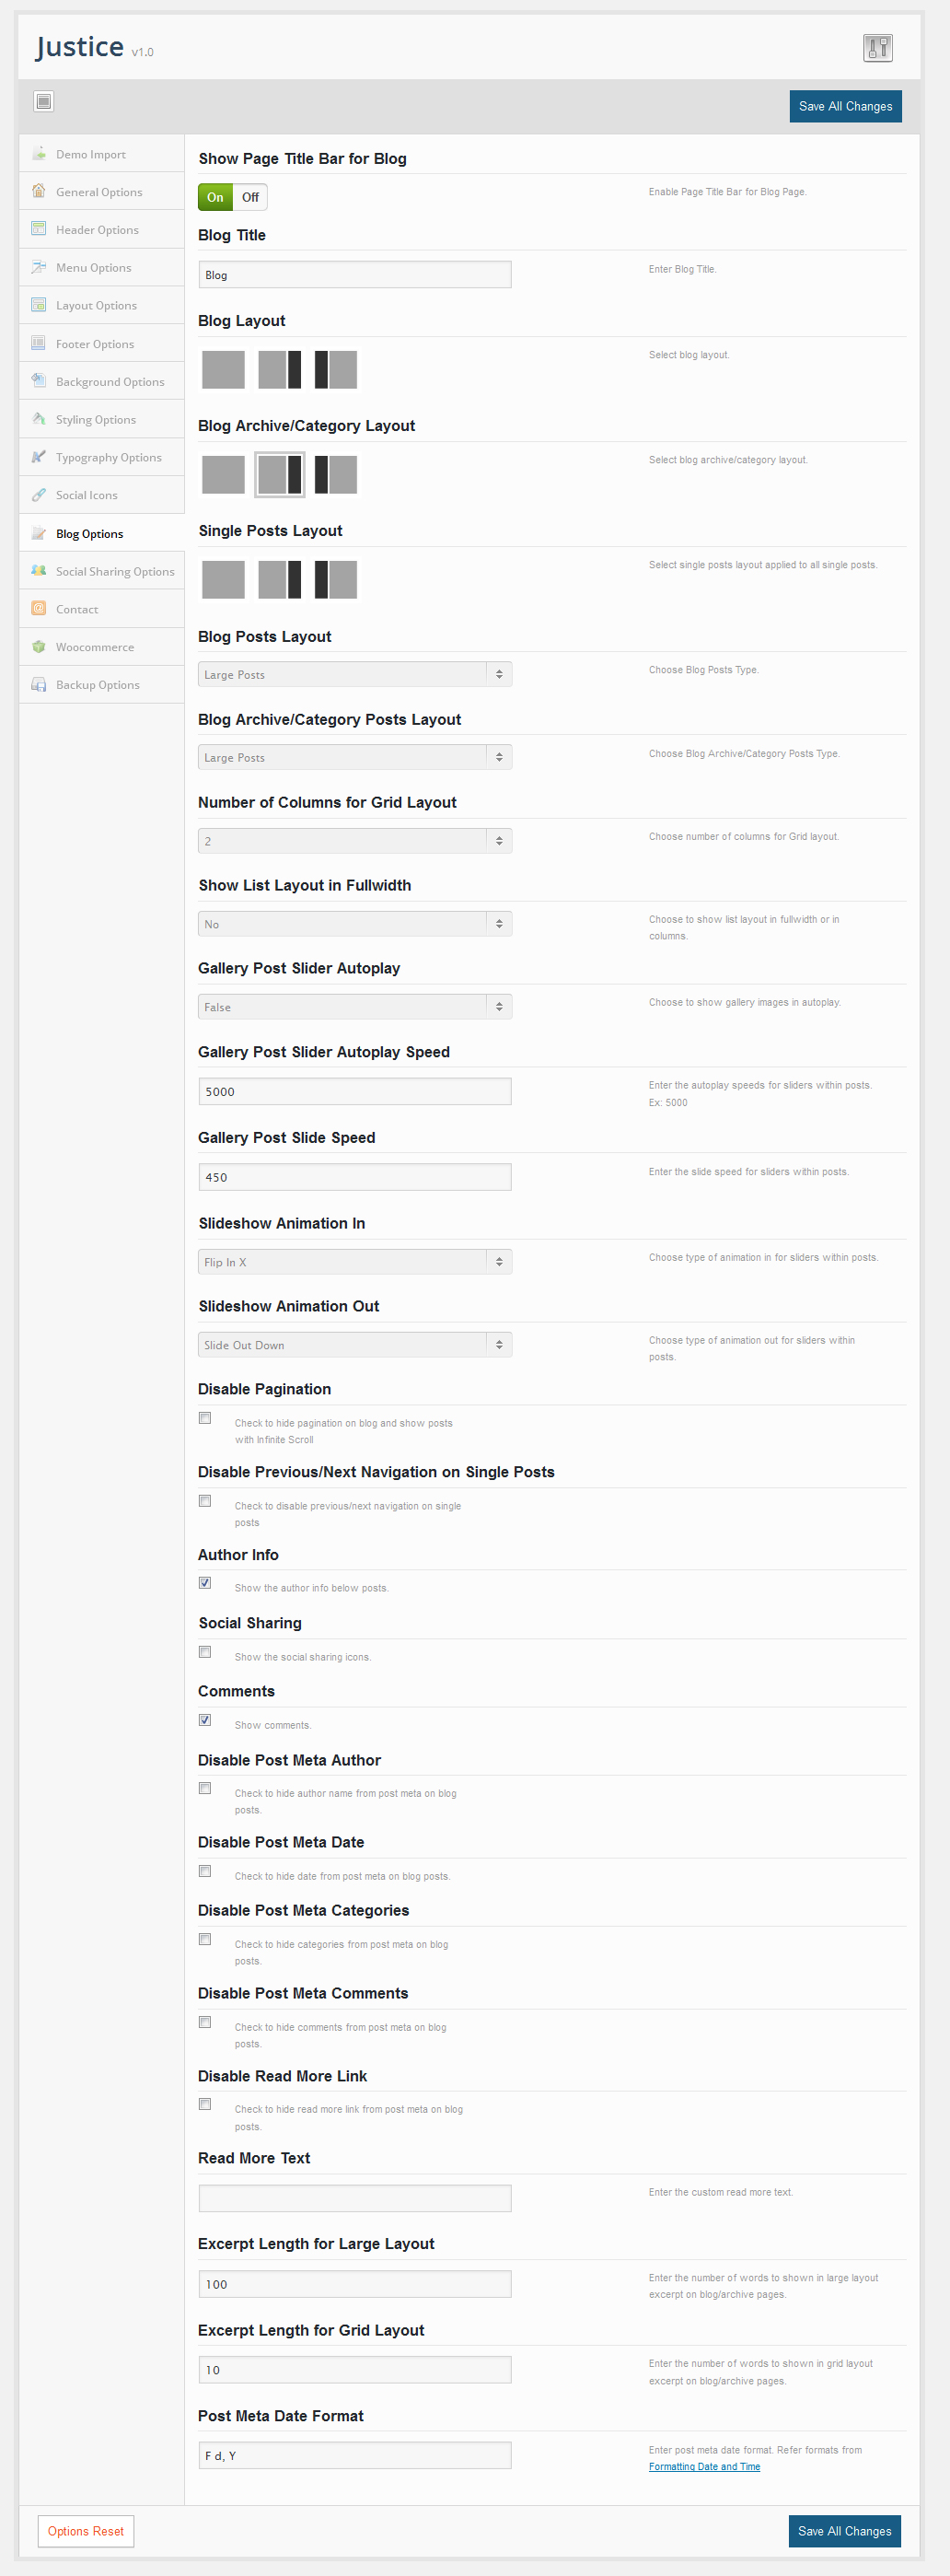 Justice v1.0
Save All Changes
Demo Import
General Options
Header Options
Menu Options
Layout Options
Footer Options
Background Options
Styling Options
Typography Options
Social Icons
Blog Options
Social Sharing Options
Contact
Woocommerce
Backup Options
Show Page Title Bar for Blog
On Off
Enable Page Title Bar for Blog Page.
Blog Title
Blog
Enter Blog Title.
Blog Layout
Select blog layout.
Blog Archive/Category Layout
Select blog archive/category layout.
Single Posts Layout
Select single posts layout applied to all single posts.
Blog Posts Layout
Large Posts
Choose Blog Posts Type.
Blog Archive/Category Posts Layout
Large Posts
Choose Blog Archive/Category Posts Type.
Number of Columns for Grid Layout
2
Choose number of columns for Grid layout.
Show List Layout in Fullwidth
No
Choose to show list layout in fullwidth or in
columns.
Gallery Post Slider Autoplay
False
Choose to show gallery images in autoplay.
Gallery Post Slider Autoplay Speed
5000
Enter the autoplay speeds for sliders within posts.
Ex: 5000
Gallery Post Slide Speed
450
Enter the slide speed for sliders within posts.
Slideshow Animation In
Flip In X
Choose type of animation in for sliders within posts.
Slideshow Animation Out
Slide Out Down
Choose type of animation out for sliders within
posts.
Disable Pagination
Check to hide pagination on blog and show posts
with Infinite Scroll
Disable Previous/Next Navigation on Single Posts
Check to disable previous/next navigation on single
posts
Author Info
Show the author info below posts.
Social Sharing
Show the social sharing icons.
Comments
Show comments.
Disable Post Meta Author
Check to hide author name from post meta on blog
posts.
Disable Post Meta Date
Check to hide date from post meta on blog posts.
Disable Post Meta Categories
Check to hide categories from post meta on blog
posts.
Disable Post Meta Comments
Check to hide comments from post meta on blog
posts.
Disable Read More Link
Check to hide read more link from post meta on blog
posts.
Read More Text
Enter the custom read more text.
Excerpt Length for Large Layout
100
Enter the number of words to shown in large layout
excerpt on blog/archive pages.
Excerpt Length for Grid Layout
10
Enter the number of words to shown in grid layout
excerpt on blog/archive pages.
Post Meta Date Format
F d, Y
Enter post meta date format. Refer formats from
Formatting Date and Time
Options Reset
Save All Changes